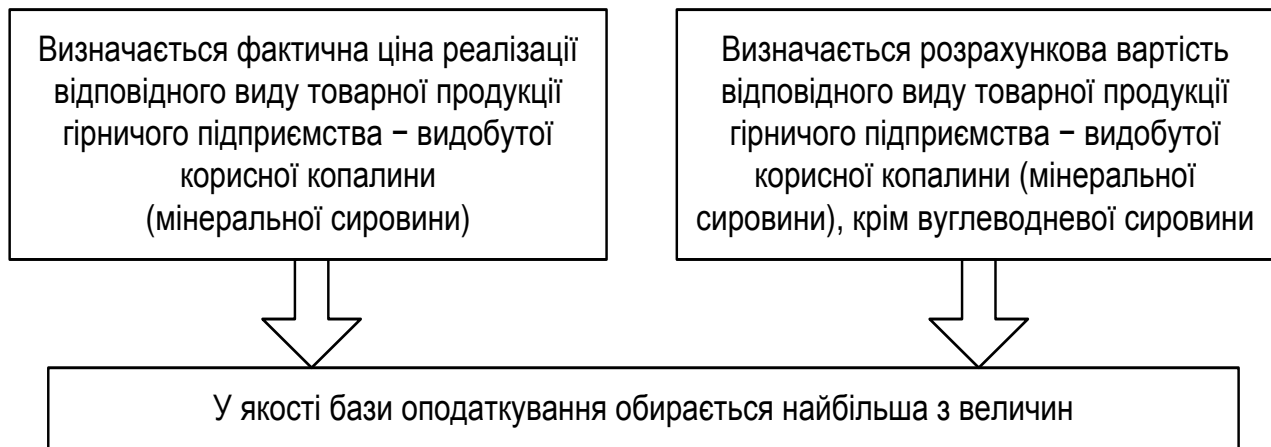 Визначається фактична ціна реалізації
відповідного виду товарної продукції
гірничого підприємства − видобутої
корисної копалини
(мінеральної сировини)
Визначається розрахункова вартість
відповідного виду товарної продукції
гірничого підприємства − видобутої
корисної копалини (мінеральної
сировини), крім вуглеводневої сировини
У якості бази оподаткування обирається найбільша з величин